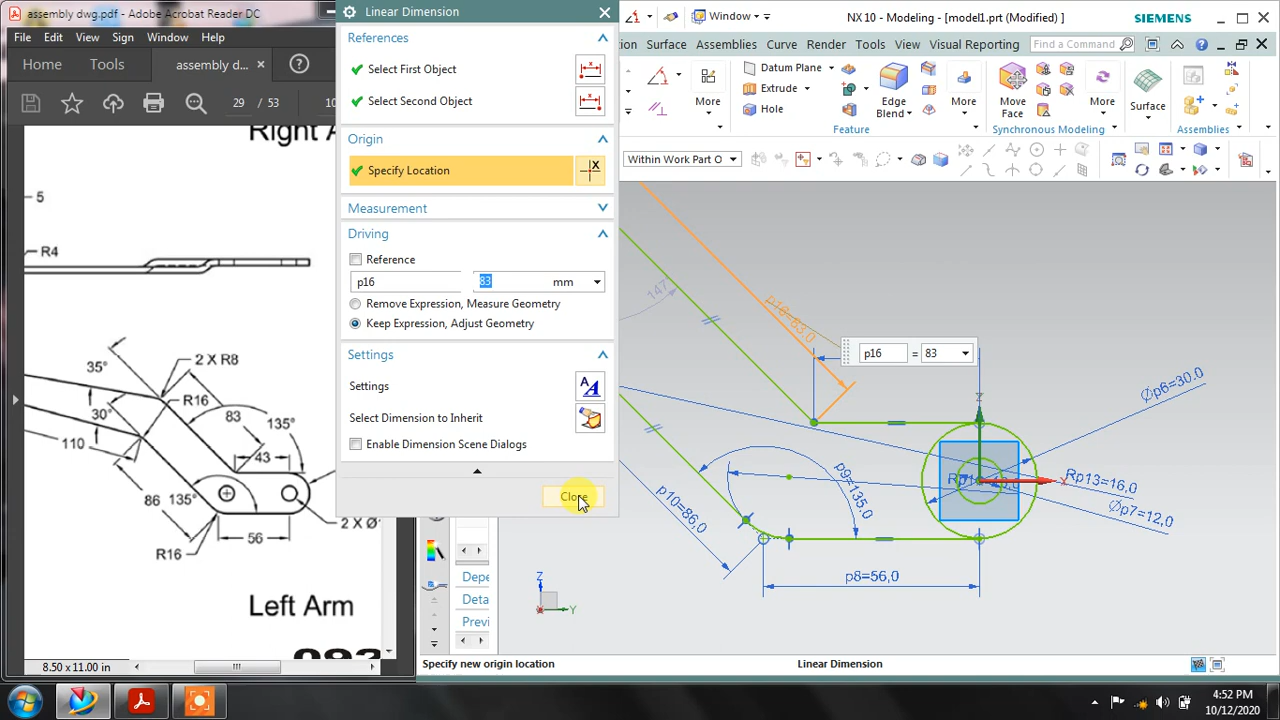 assembly dwg.pdf - Adobe Acrobat Reader DC
File Edit View Sign Window Help
Home Tools assembly d... ×
29 / 53
Right A
5
R4
35°
2 X R8
R16
30°
83
135°
110
43
86
135°
2 X Ø
56
R16
Left Arm
8.50 x 11.00 in
Linear Dimension
References
Select First Object
Select Second Object
Origin
Specify Location
Measurement
Driving
Reference
p16 83 mm
Remove Expression, Measure Geometry
Keep Expression, Adjust Geometry
Settings
Settings
Select Dimension to Inherit
Enable Dimension Scene Dialogs
Close
Window
NX 10 - Modeling - [model1.prt (Modified) ]
SIEMENS
ion Surface Assemblies Curve Render Tools View Visual Reporting Find a Command
More
Datum Plane
Extrude
Hole
Edge Blend
More
Feature
Move Face
More
Synchronous Modeling
Surface
Assemblies
Within Work Part O
147
p16=83.0
p16 = 83
Øp6=30.0
Z
X
Rp13=16,0
Øp7=12,0
p9=135.0
p10=86,0
p8=56,0
Z
Y
Depe
Deta
Previ
Specify new origin location
Linear Dimension
4:52 PM
10/12/2020